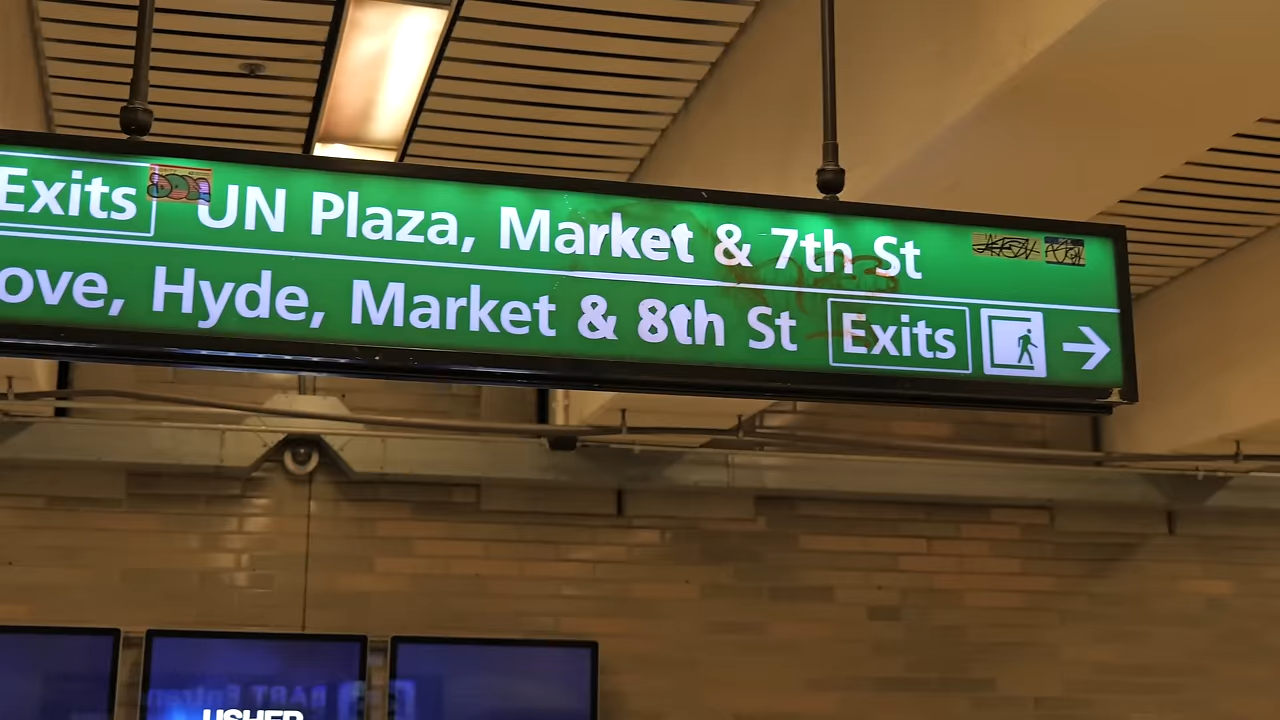 Exits UN Plaza, Market & 7th St
ove, Hyde, Market & 8th St Exits
USHER